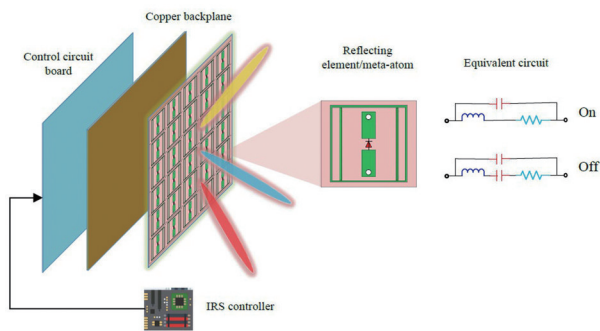 Copper backplane
Control circuit
board
Reflecting
element/meta-atom
Equivalent circuit
On
Off
IRS controller